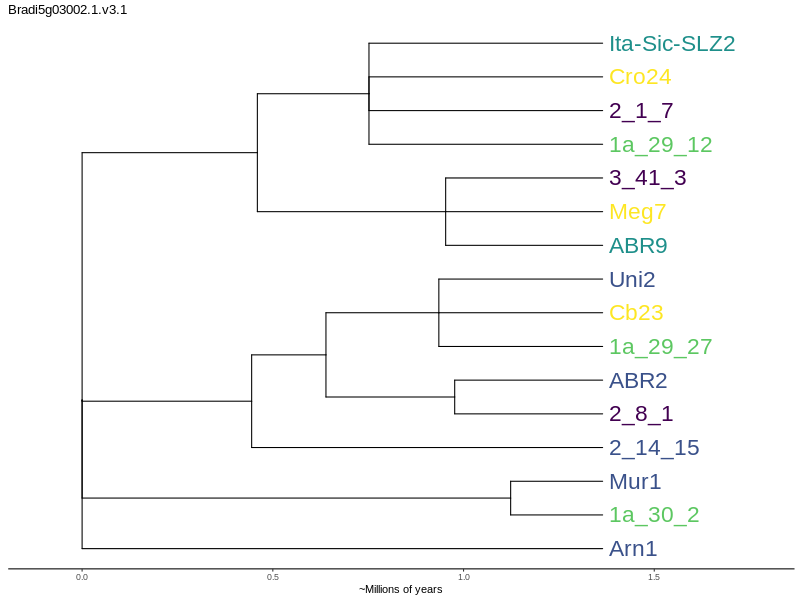 Bradi5g03002.1.v3.1
Ita-Sic-SLZ2
Cro24
2_1_7
1a_29_12
3_41_3
Meg7
ABR9
Uni2
Cb23
1a_29_27
ABR2
2_8_1
2_14_15
Mur1
1a_30_2
Arn1
0.0 0.5 1.0 1.5
~Millions of years